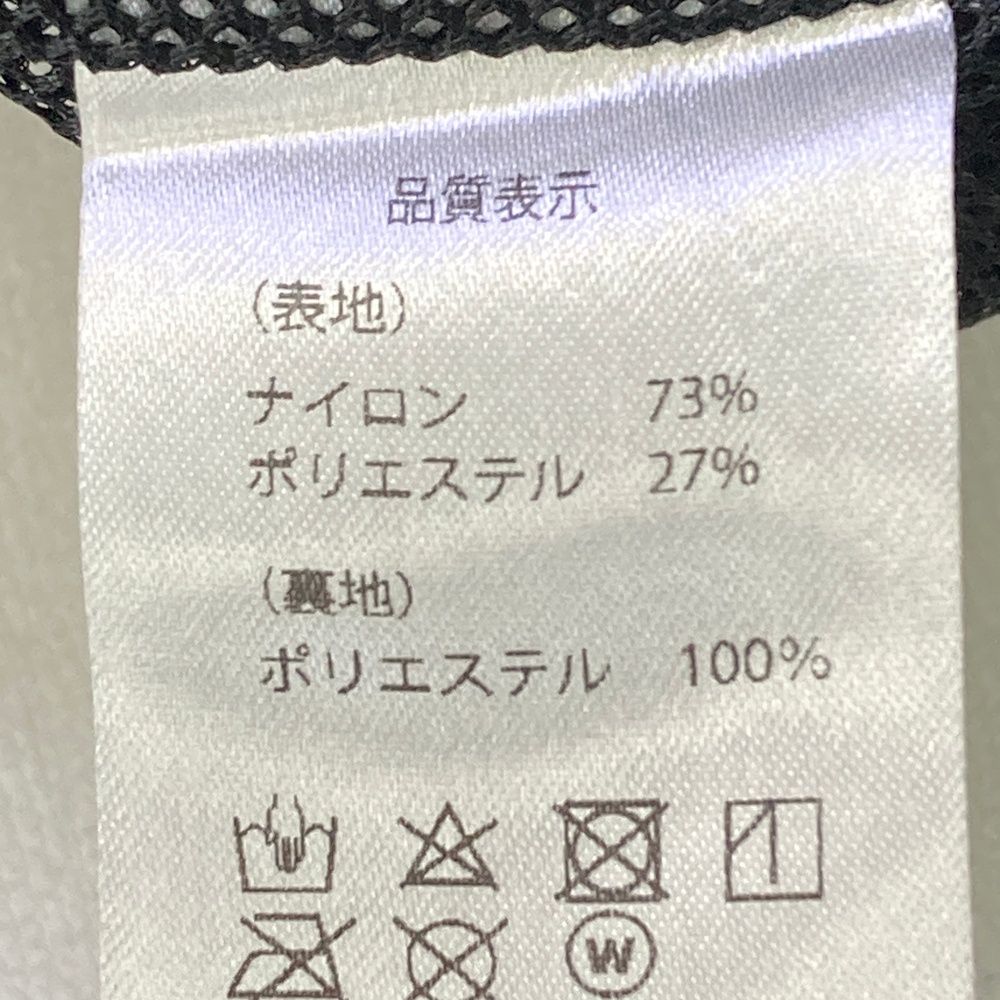 品質表示
(表地)
ナイロン 73%
ポリエステル 27%
(裏地)
ポリエステル 100%
W